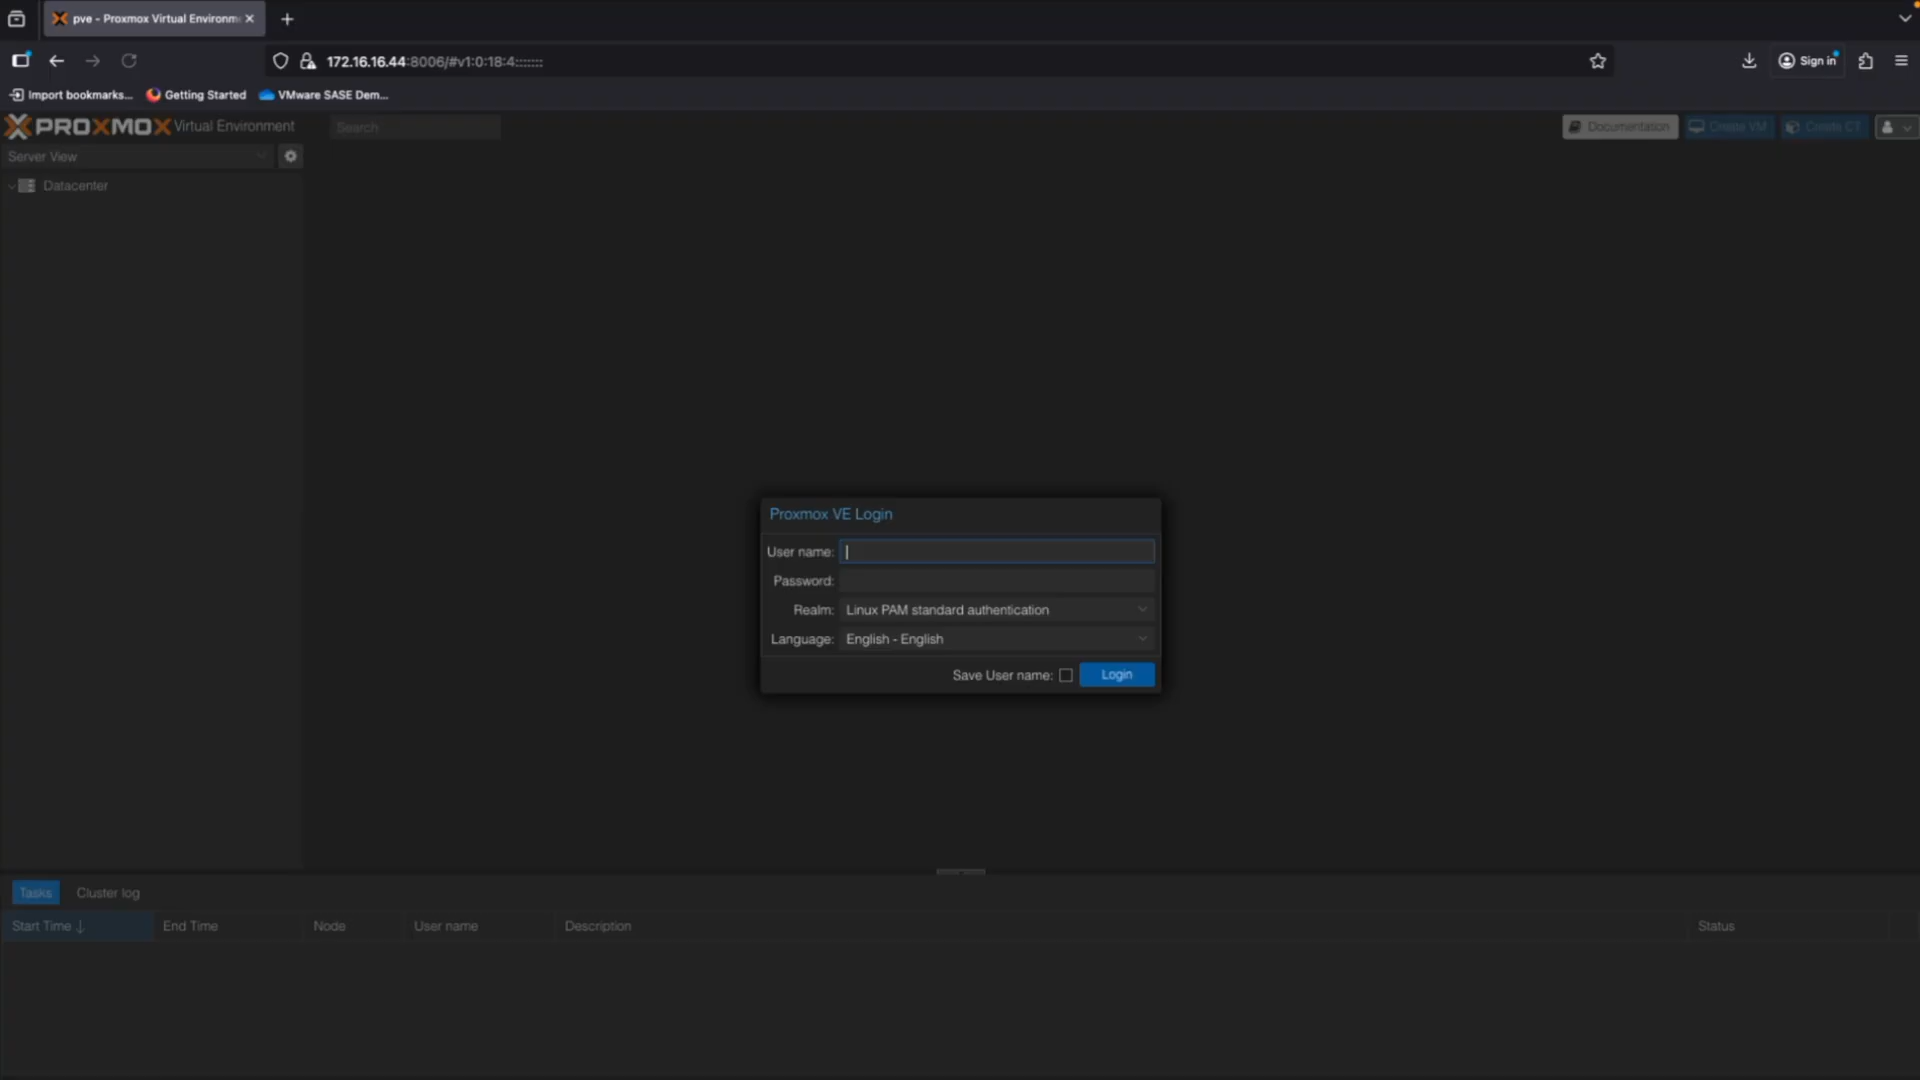 pve - Proxmox Virtual Environm
172.16.16.44:8006/#v1:0:18:4:::::::
Sign in
Import bookmarks...
Getting Started
VMware SASE Dem...
PROXMOX Virtual Environment
Search
Documentation
Create VM
Create CT
Server View
Datacenter
Proxmox VE Login
User name:
Password:
Realm: Linux PAM standard authentication
Language: English - English
Save User name:
Login
Tasks
Cluster log
Start Time
End Time
Node
User name
Description
Status